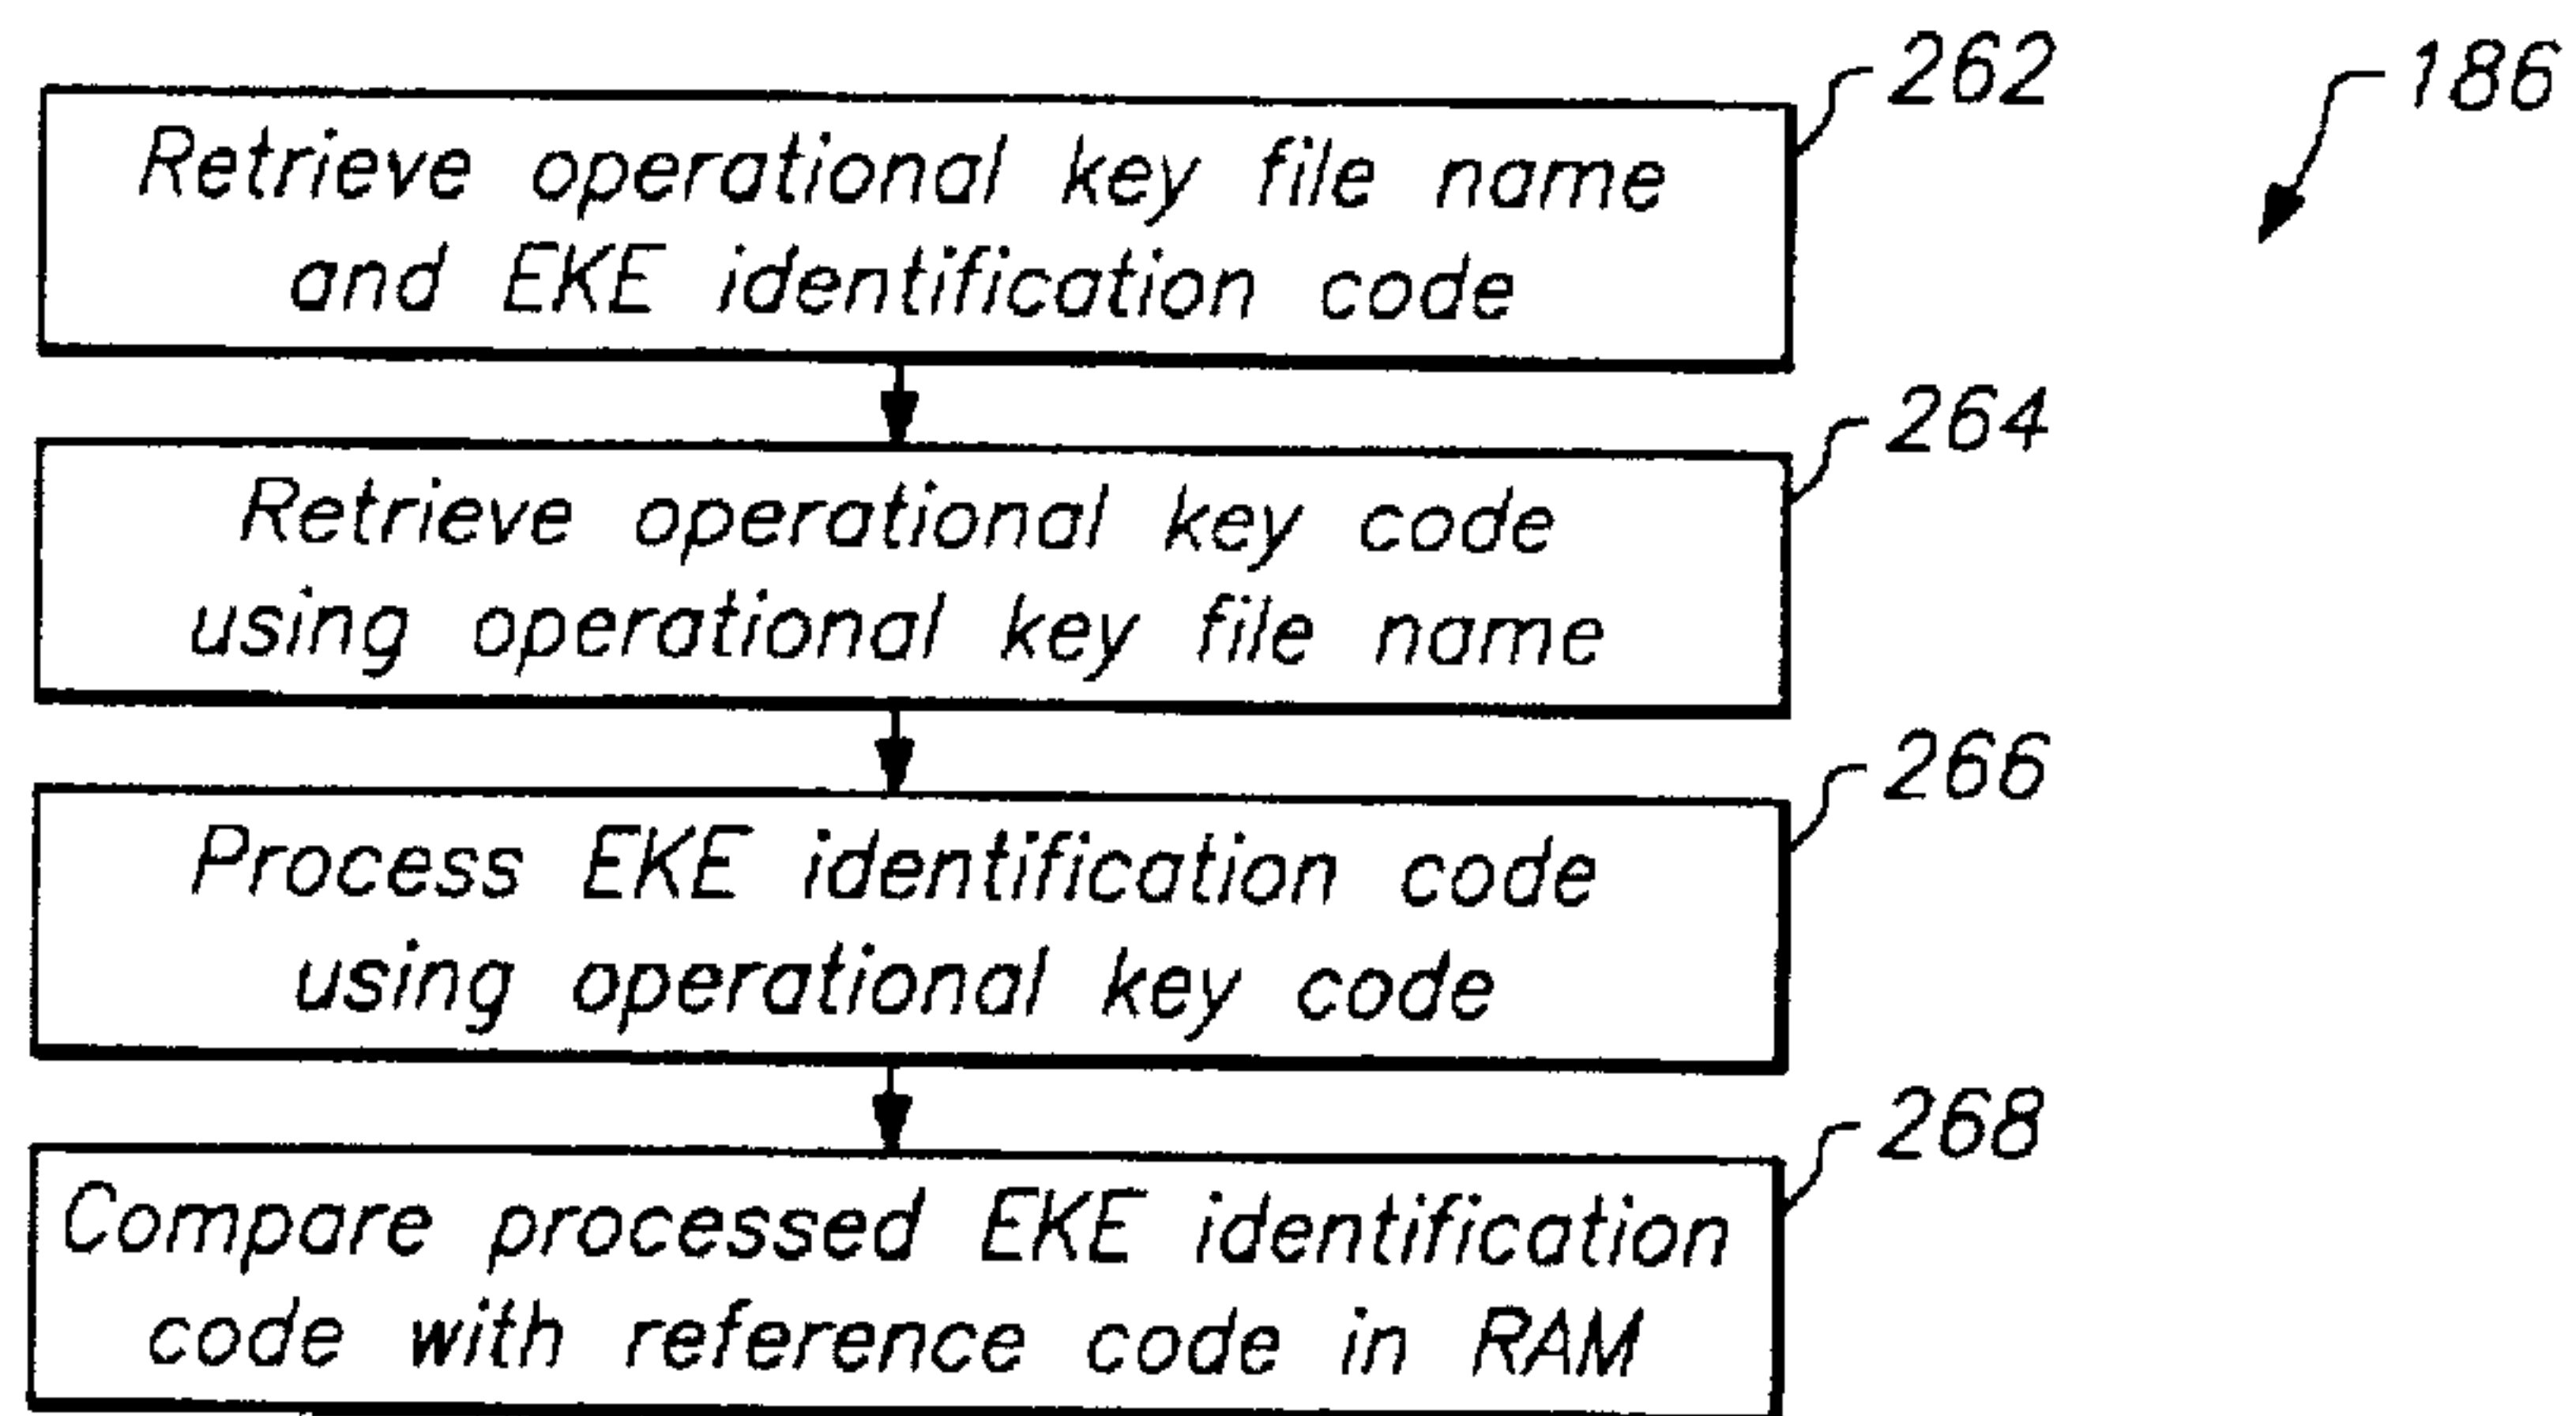 262
186
Retrieve operational key file name
and EKE identification code
264
Retrieve operational key code
using operational key file name
266
Process EKE identification code
using operational key code
268
Compare processed EKE identification
code with reference code in RAM